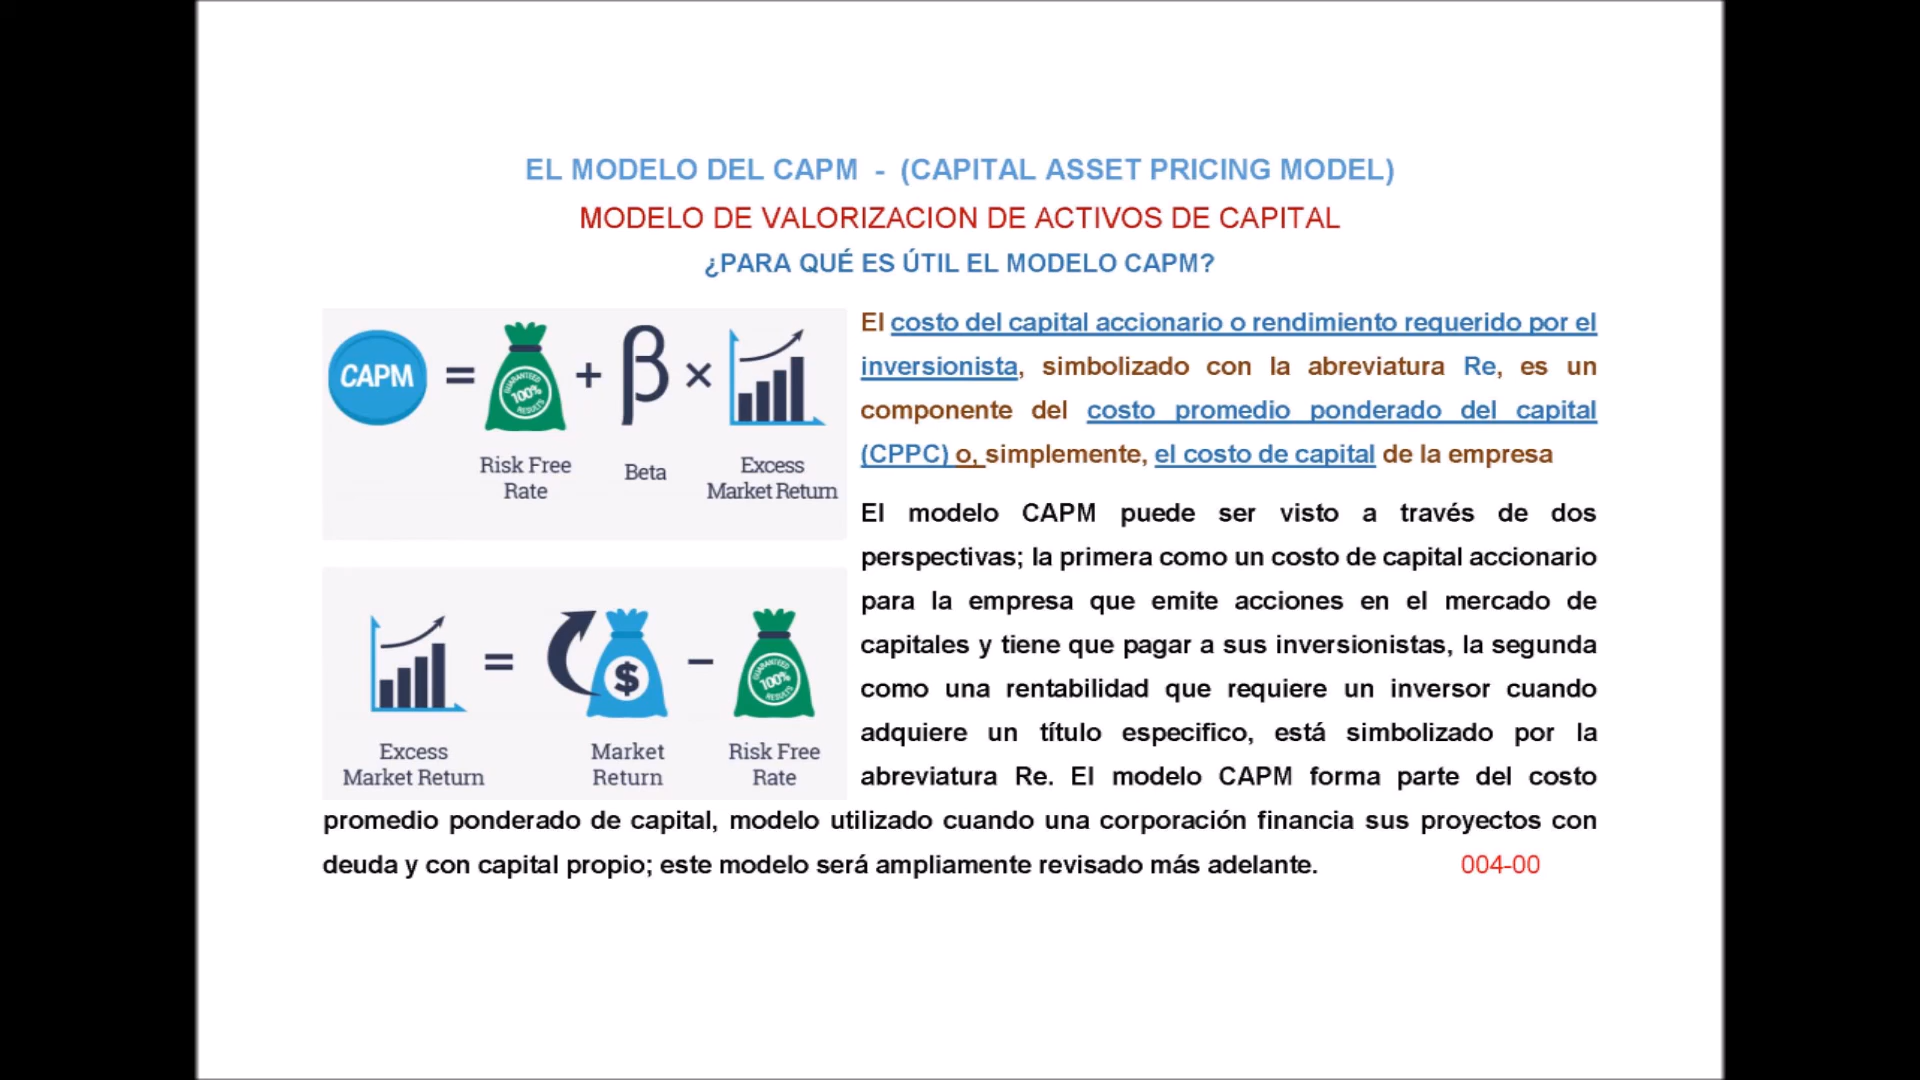 EL MODELO DEL CAPM - (CAPITAL ASSET PRICING MODEL)
MODELO DE VALORIZACION DE ACTIVOS DE CAPITAL
¿PARA QUÉ ES ÚTIL EL MODELO CAPM?
CAPM = GUARANTEED 100% RESULTS + β ×
Risk Free Rate
Beta
Excess Market Return
= $ - GUARANTEED 100% RESULTS
Excess Market Return
Market Return
Risk Free Rate
El costo del capital accionario o rendimiento requerido por el
inversionista, simbolizado con la abreviatura Re, es un
componente del costo promedio ponderado del capital
(CPPC) o, simplemente, el costo de capital de la empresa
El modelo CAPM puede ser visto a través de dos
perspectivas; la primera como un costo de capital accionario
para la empresa que emite acciones en el mercado de
capitales y tiene que pagar a sus inversionistas, la segunda
como una rentabilidad que requiere un inversor cuando
adquiere un título especifico, está simbolizado por la
abreviatura Re. El modelo CAPM forma parte del costo
promedio ponderado de capital, modelo utilizado cuando una corporación financia sus proyectos con
deuda y con capital propio; este modelo será ampliamente revisado más adelante. 004-00